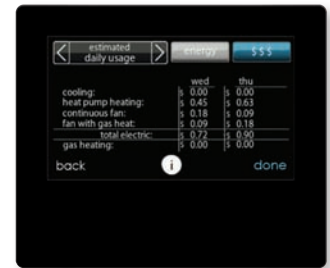 < estimated daily usage > energy $$$
wed thu
cooling: $ 0.00 $ 0.00
heat pump heating: $ 0.45 $ 0.63
continuous fan: $ 0.18 $ 0.09
fan with gas heat: $ 0.09 $ 0.18
total electric: $ 0.72 $ 0.90
gas heating: $ 0.00 $ 0.00
back i done